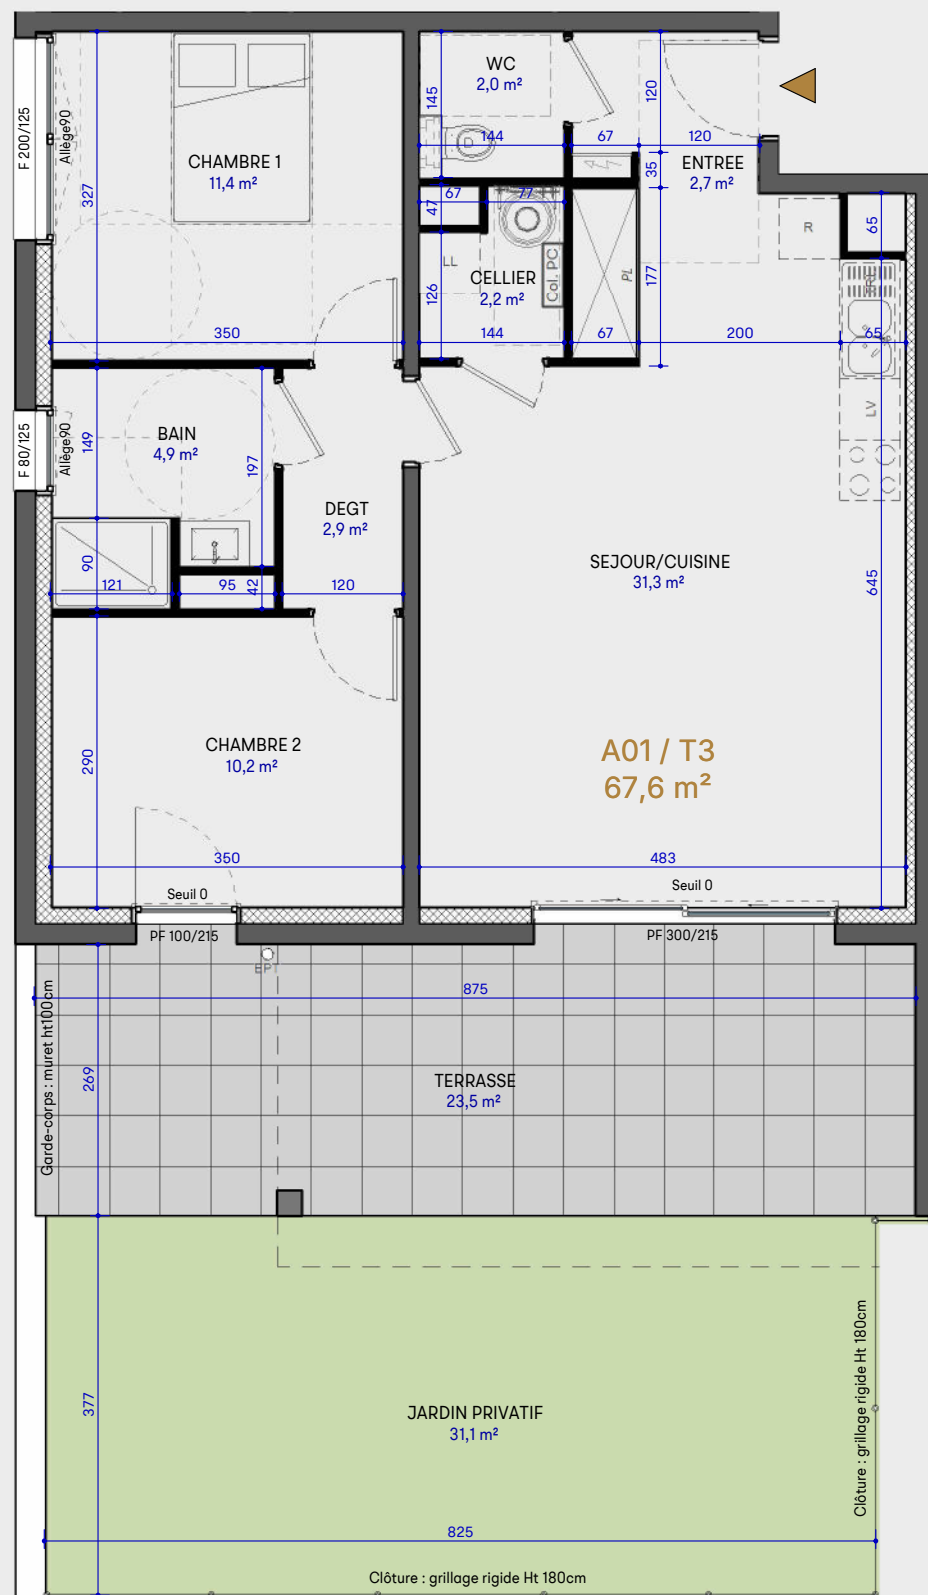 WC
2,0 m²
145
144
D
67
120
120
35
ENTREE
2,7 m²
F 200/125
Allège90
CHAMBRE 1
11,4 m²
327
350
47
67
77
LL
CELLIER
2,2 m²
Col. PC
126
144
PL
177
67
200
R
65
65
LV
F 80/125
Allège90
149
BAIN
4,9 m²
197
DEGT
2,9 m²
90
121
95
42
120
SEJOUR/CUISINE
31,3 m²
645
CHAMBRE 2
10,2 m²
290
350
A01 / T3
67,6 m²
483
Seuil 0
Seuil 0
PF 100/215
PF 300/215
EP
875
Garde-corps : muret ht100cm
269
TERRASSE
23,5 m²
377
JARDIN PRIVATIF
31,1 m²
Clôture : grillage rigide Ht 180cm
825
Clôture : grillage rigide Ht 180cm